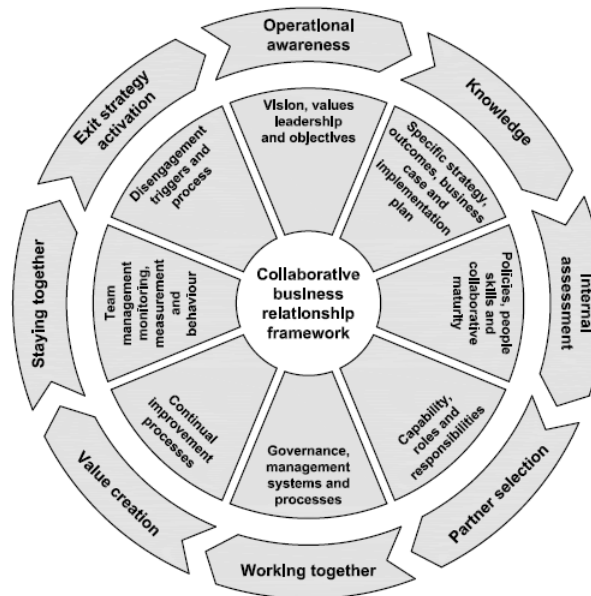 Operational
awareness
Knowledge
Internal
assessment
Partner selection
Working together
Value creation
Staying together
Exit strategy
activation
Vision, values
leadership
and objectives
Specific strategy,
outcomes, business
case and
implementation
plan
Policies, people
skills and
collaborative
maturity
Capability,
roles and
responsibilities
Governance,
management
systems and
processes
Continual
improvement
processes
Team
management
monitoring,
measurement
and
behaviour
Disengagement
triggers and
process
Collaborative
business
relationship
framework